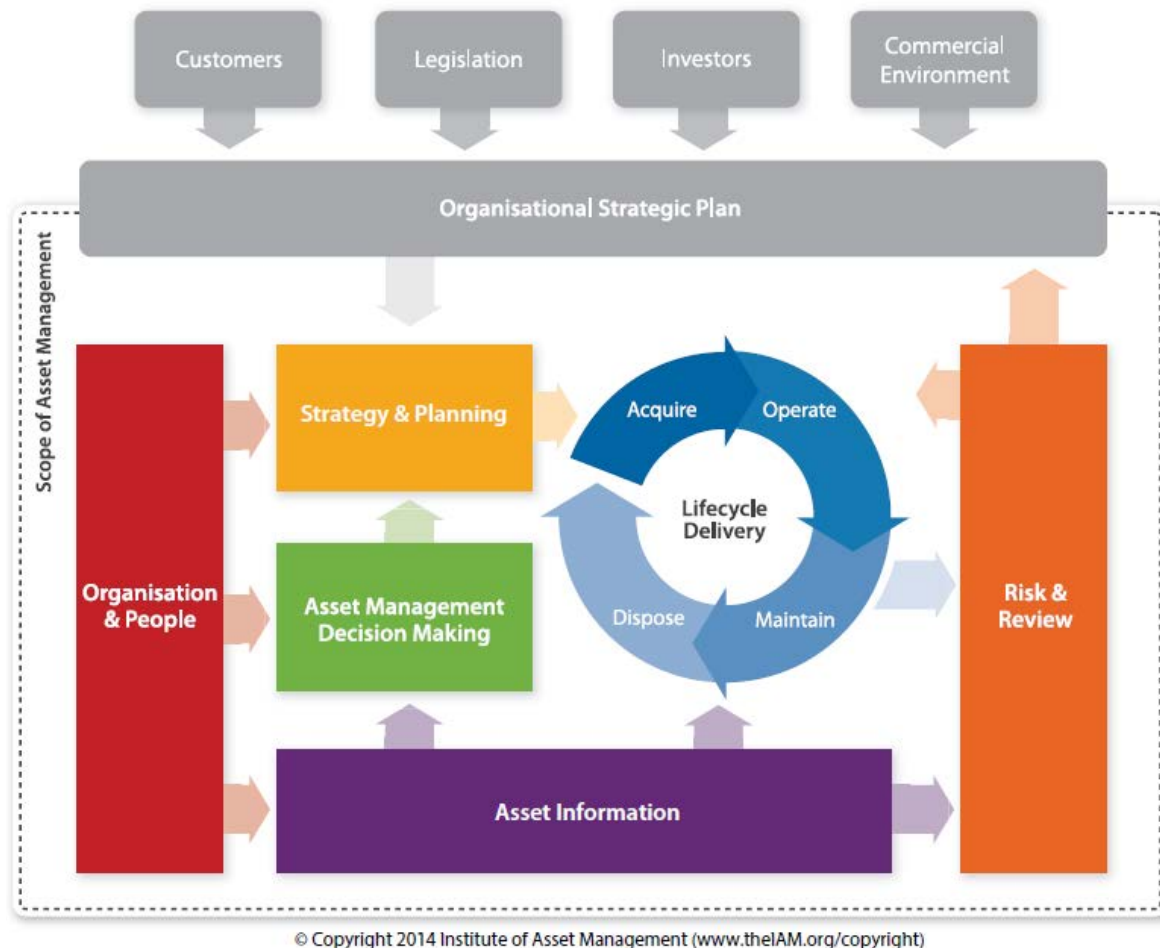 Customers
Legislation
Investors
Commercial
Environment
Organisational Strategic Plan
Scope of Asset Management
Strategy & Planning
Acquire
Operate
Lifecycle
Delivery
Organisation
& People
Asset Management
Decision Making
Dispose
Maintain
Risk &
Review
Asset Information
© Copyright 2014 Institute of Asset Management (www.theIAM.org/copyright)